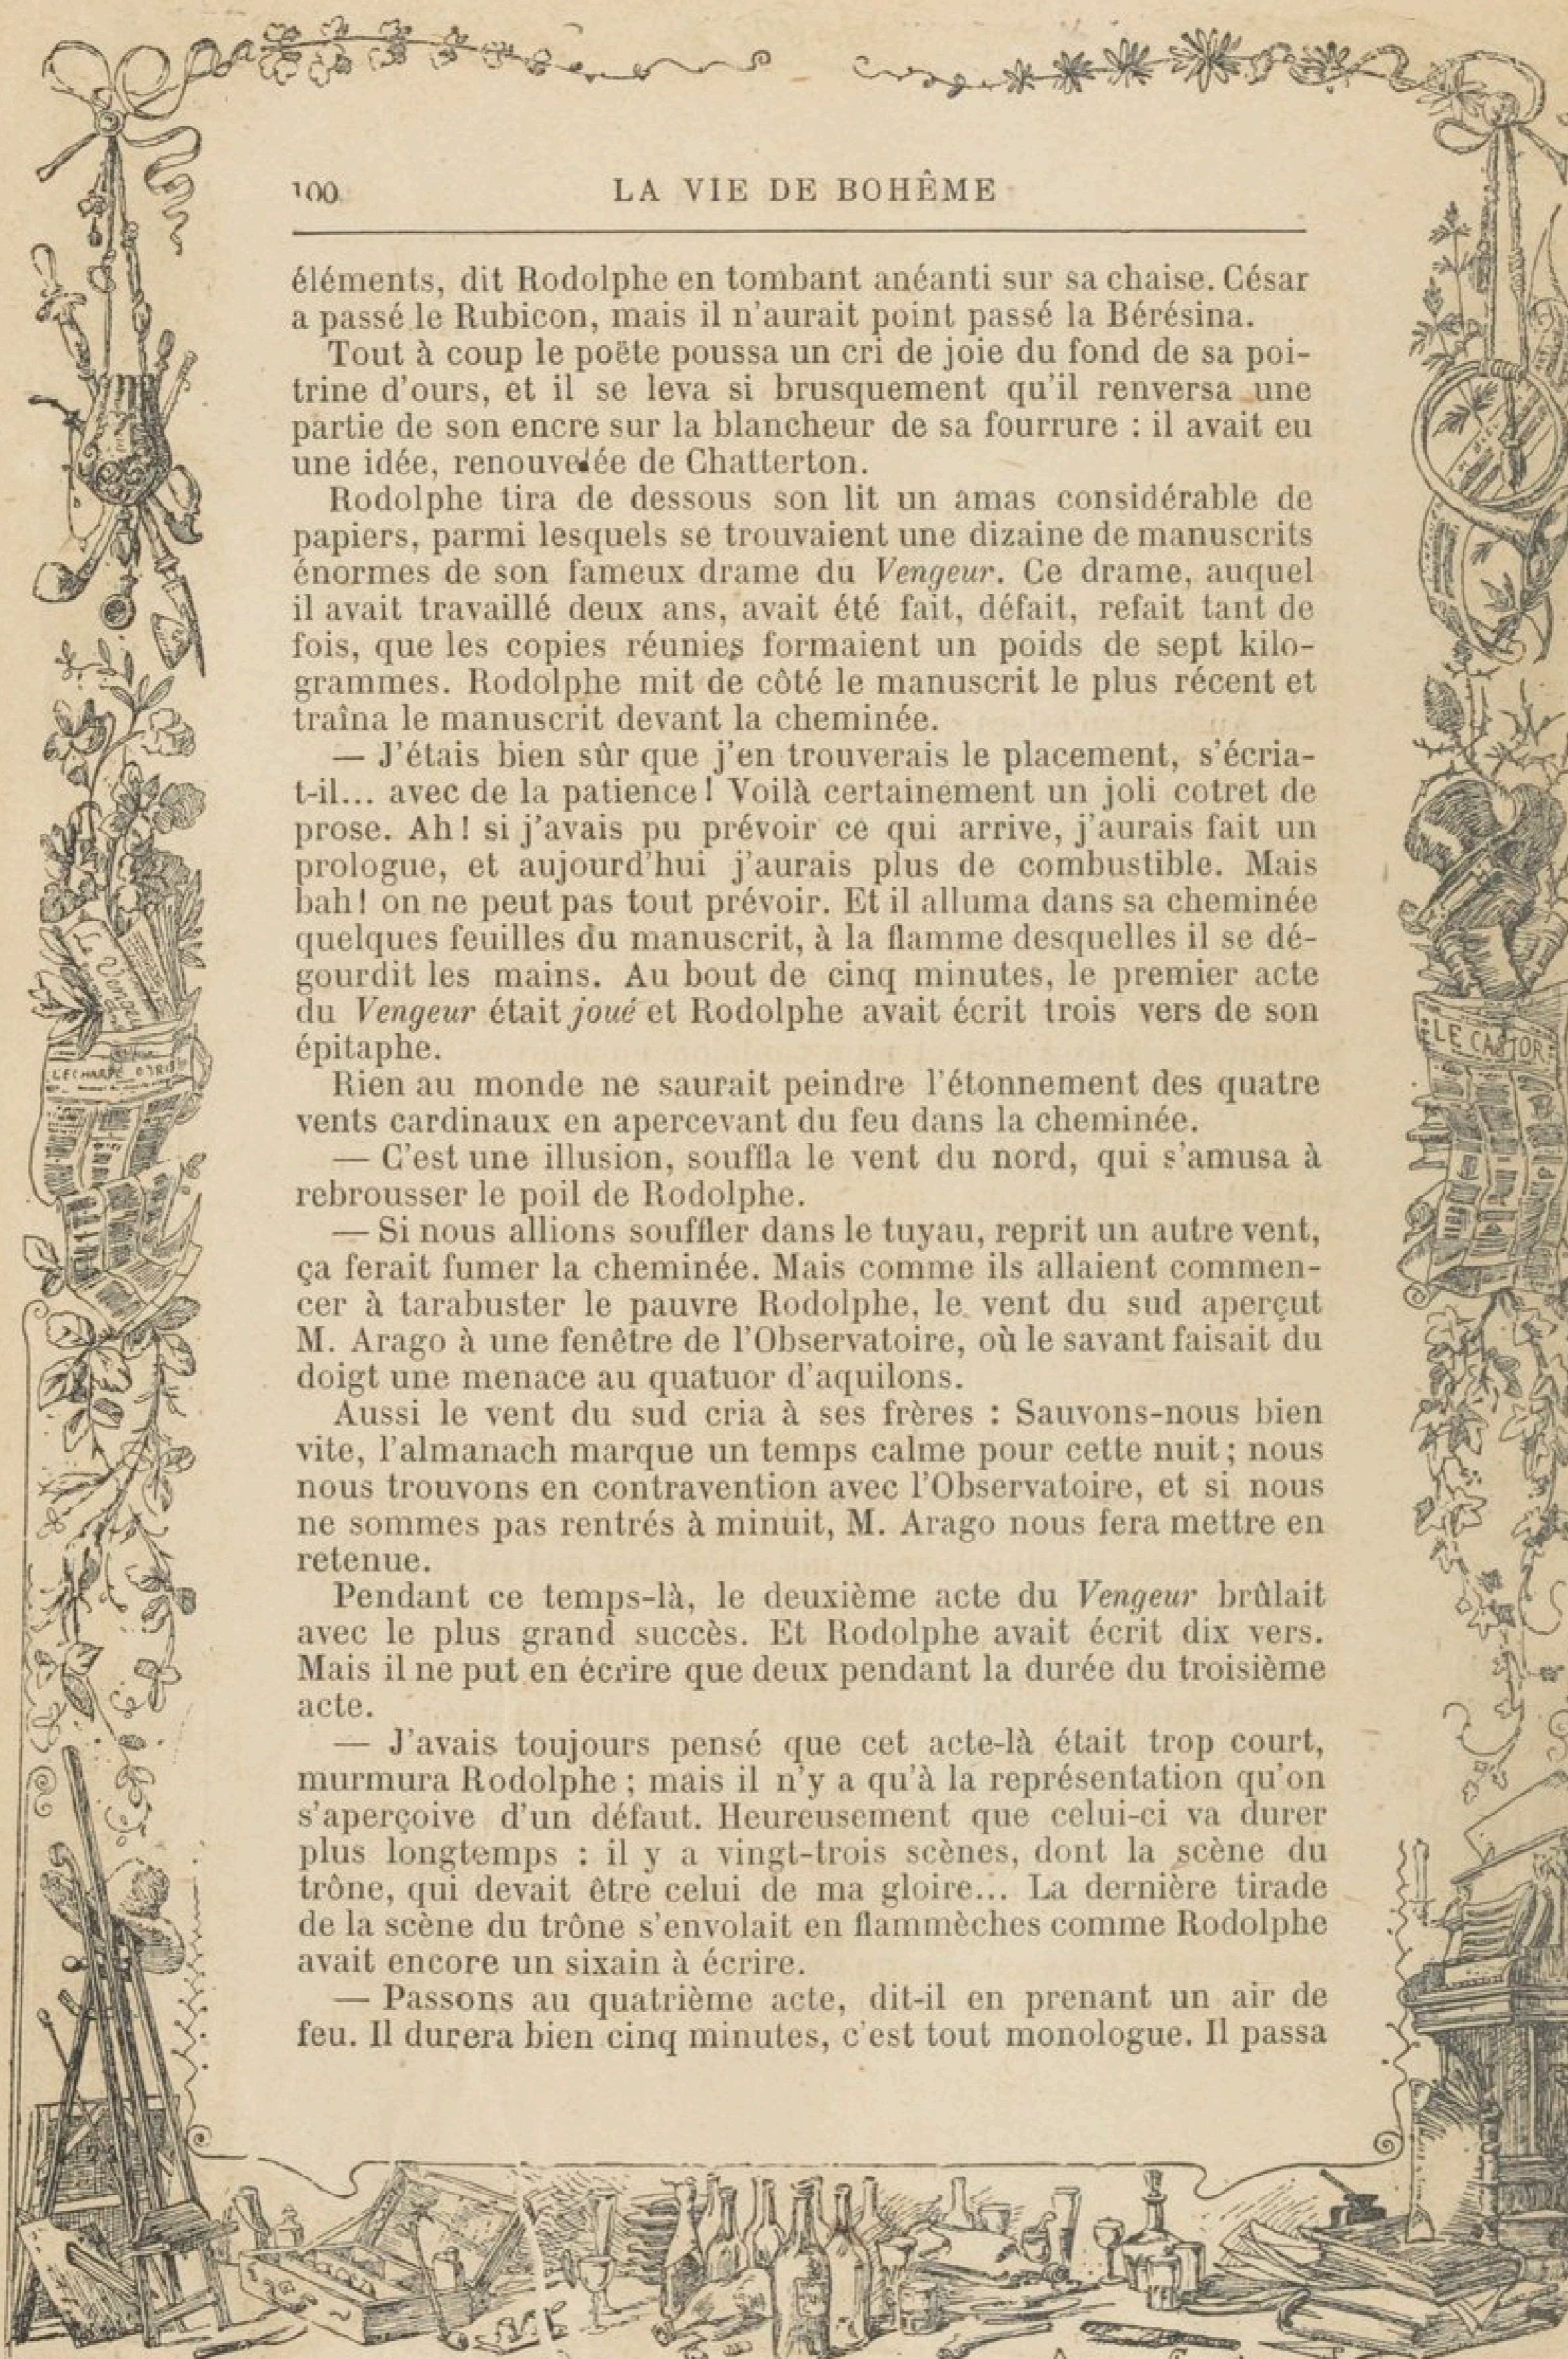 100
LA VIE DE BOHÊME
éléments, dit Rodolphe en tombant anéanti sur sa chaise. César
a passé le Rubicon, mais il n'aurait point passé la Bérésina.
Tout à coup le poëte poussa un cri de joie du fond de sa poi-
trine d'ours, et il se leva si brusquement qu'il renversa une
partie de son encre sur la blancheur de sa fourrure : il avait eu
une idée, renouvelée de Chatterton.
Rodolphe tira de dessous son lit un amas considérable de
papiers, parmi lesquels se trouvaient une dizaine de manuscrits
énormes de son fameux drame du Vengeur. Ce drame, auquel
il avait travaillé deux ans, avait été fait, défait, refait tant de
fois, que les copies réunies formaient un poids de sept kilo-
grammes. Rodolphe mit de côté le manuscrit le plus récent et
traîna le manuscrit devant la cheminée.
— J'étais bien sûr que j'en trouverais le placement, s'écria-
t-il... avec de la patience ! Voilà certainement un joli cotret de
prose. Ah ! si j'avais pu prévoir ce qui arrive, j'aurais fait un
prologue, et aujourd'hui j'aurais plus de combustible. Mais
bah ! on ne peut pas tout prévoir. Et il alluma dans sa cheminée
quelques feuilles du manuscrit, à la flamme desquelles il se dé-
gourdit les mains. Au bout de cinq minutes, le premier acte
du Vengeur était joué et Rodolphe avait écrit trois vers de son
épitaphe.
Rien au monde ne saurait peindre l'étonnement des quatre
vents cardinaux en apercevant du feu dans la cheminée.
— C'est une illusion, souffla le vent du nord, qui s'amusa à
rebrousser le poil de Rodolphe.
— Si nous allions souffler dans le tuyau, reprit un autre vent,
ça ferait fumer la cheminée. Mais comme ils allaient commen-
cer à tarabuster le pauvre Rodolphe, le vent du sud aperçut
M. Arago à une fenêtre de l'Observatoire, où le savant faisait du
doigt une menace au quatuor d'aquilons.
Aussi le vent du sud cria à ses frères : Sauvons-nous bien
vite, l'almanach marque un temps calme pour cette nuit ; nous
nous trouvons en contravention avec l'Observatoire, et si nous
ne sommes pas rentrés à minuit, M. Arago nous fera mettre en
retenue.
Pendant ce temps-là, le deuxième acte du Vengeur brûlait
avec le plus grand succès. Et Rodolphe avait écrit dix vers.
Mais il ne put en écrire que deux pendant la durée du troisième
acte.
— J'avais toujours pensé que cet acte-là était trop court,
murmura Rodolphe ; mais il n'y a qu'à la représentation qu'on
s'aperçoive d'un défaut. Heureusement que celui-ci va durer
plus longtemps : il y a vingt-trois scènes, dont la scène du
trône, qui devait être celui de ma gloire... La dernière tirade
de la scène du trône s'envolait en flammèches comme Rodolphe
avait encore un sixain à écrire.
— Passons au quatrième acte, dit-il en prenant un air de
feu. Il durera bien cinq minutes, c'est tout monologue. Il passa
Le Vengeur
L'ECHARPE D'IRIS
LE CASTOR